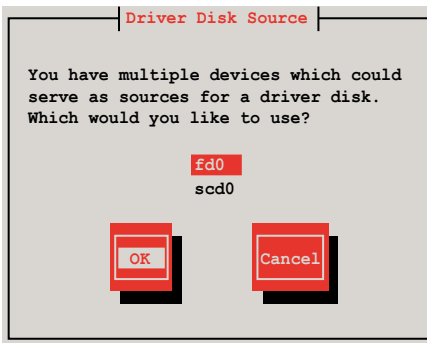 Driver Disk Source
You have multiple devices which could
serve as sources for a driver disk.
Which would you like to use?
fd0
scd0
OK Cancel